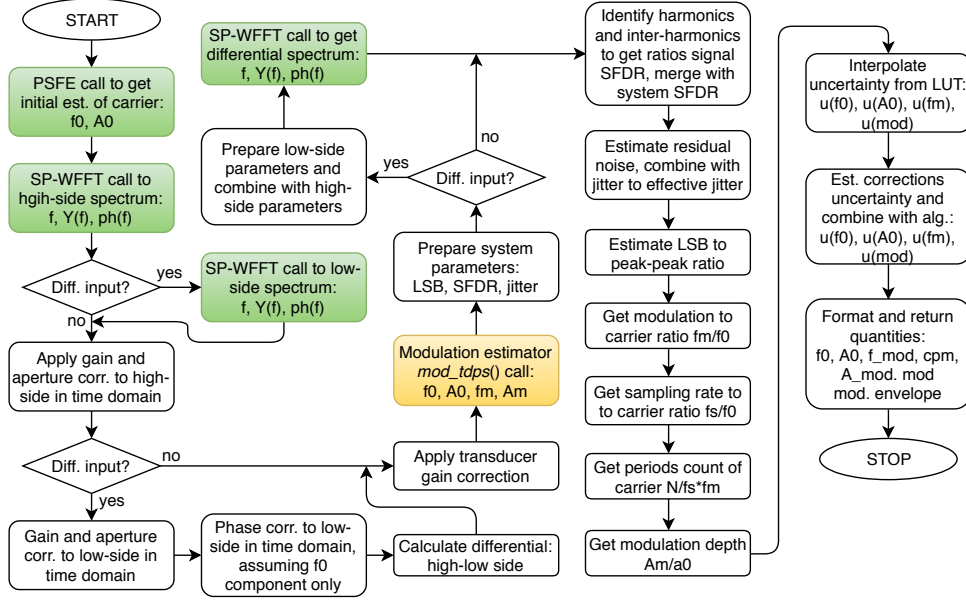 START
PSFE call to get
initial est. of carrier:
f0, A0
SP-WFFT call to
hgih-side spectrum:
f, Y(f), ph(f)
Diff. input?
yes
no
SP-WFFT call to low-
side spectrum:
f, Y(f), ph(f)
Apply gain and
aperture corr. to high-
side in time domain
Diff. input?
no
yes
Gain and aperture
corr. to low-side in
time domain
Phase corr. to low-
side in time domain,
assuming f0
component only
Calculate differential:
high-low side
Apply transducer
gain correction
Modulation estimator
mod_tdps() call:
f0, A0, fm, Am
Prepare system
parameters:
LSB, SFDR, jitter
Diff. input?
yes
no
Prepare low-side
parameters and
combine with high-
side parameters
SP-WFFT call to get
differential spectrum:
f, Y(f), ph(f)
Identify harmonics
and inter-harmonics
to get ratios signal
SFDR, merge with
system SFDR
Estimate residual
noise, combine with
jitter to effective jitter
Estimate LSB to
peak-peak ratio
Get modulation to
carrier ratio fm/f0
Get sampling rate to
to carrier ratio fs/f0
Get periods count of
carrier N/fs*fm
Get modulation depth
Am/a0
Interpolate
uncertainty from LUT:
u(f0), u(A0), u(fm),
u(mod)
Est. corrections
uncertainty and
combine with alg.:
u(f0), u(A0), u(fm),
u(mod)
Format and return
quantities:
f0, A0, f_mod, cpm,
A_mod. mod
mod. envelope
STOP